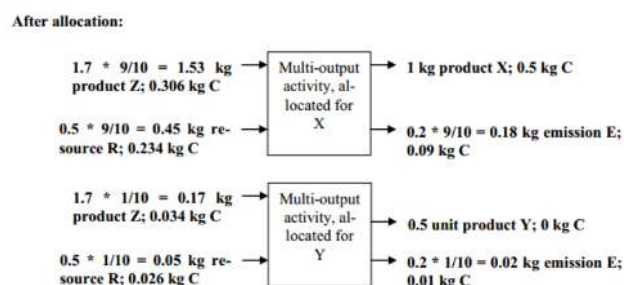 After allocation:
1.7 * 9/10 = 1.53 kg
product Z; 0.306 kg C
0.5 * 9/10 = 0.45 kg re-
source R; 0.234 kg C
Multi-output
activity, al-
located for
X
1 kg product X; 0.5 kg C
0.2 * 9/10 = 0.18 kg emission E;
0.09 kg C
1.7 * 1/10 = 0.17 kg
product Z; 0.034 kg C
0.5 * 1/10 = 0.05 kg re-
source R; 0.026 kg C
Multi-output
activity, al-
located for
Y
0.5 unit product Y; 0 kg C
0.2 * 1/10 = 0.02 kg emission E;
0.01 kg C